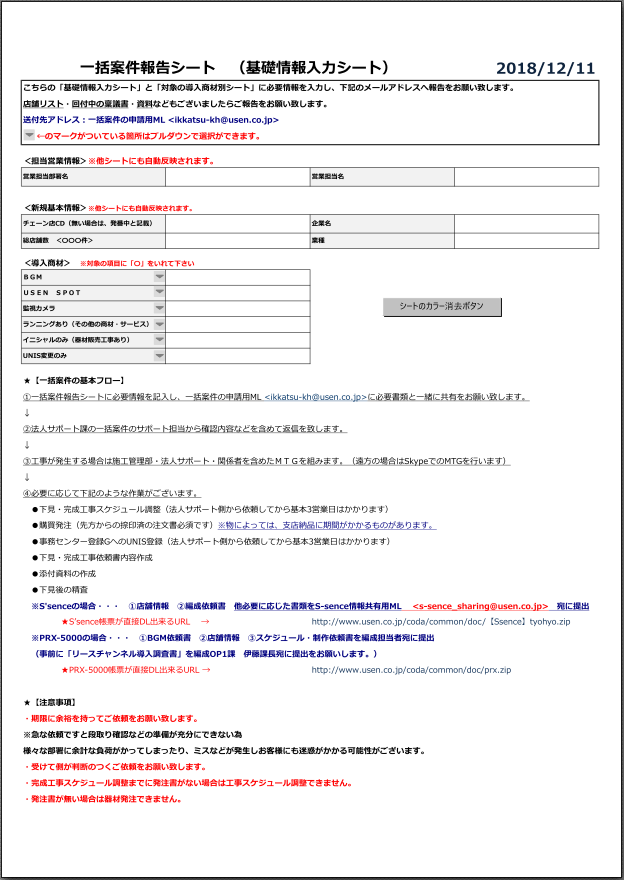 一括案件報告シート　（基礎情報入力シート）　2018/12/11
こちらの「基礎情報入力シート」と「対象の導入商材別シート」に必要情報を入力し、下記のメールアドレスへ報告をお願い致します。
店舗リスト・回付中の稟議書・資料などもございましたらご報告をお願い致します。
送付先アドレス：一括案件の申請用ML <ikkatsu-kh@usen.co.jp>
←のマークがついている箇所はプルダウンで選択ができます。
＜担当営業情報＞※他シートにも自動反映されます。
営業担当部署名　営業担当名
＜新規基本情報＞※他シートにも自動反映されます。
チェーン店CD（無い場合は、発番中と記載）　企業名
総店舗数　＜〇〇〇件＞　業種
＜導入商材＞　※対象の項目に「〇」をいれて下さい
ＢＧＭ
ＵＳＥＮ　ＳＰＯＴ
監視カメラ
シートのカラー消去ボタン
ランニングあり（その他の商材・サービス）
イニシャルのみ（器材販売工事あり）
UNIS変更のみ
★【一括案件の基本フロー】
①一括案件報告シートに必要情報を記入し、一括案件の申請用ML <ikkatsu-kh@usen.co.jp>に必要書類と一緒に共有をお願い致します。
↓
②法人サポート課の一括案件のサポート担当から確認内容などを含めて返信を致します。
↓
③工事が発生する場合は施工管理部・法人サポート・関係者を含めたＭＴＧを組みます。（遠方の場合はSkypeでのMTGを行います）
↓
④必要に応じて下記のような作業がございます。
●下見・完成工事スケジュール調整（法人サポート側から依頼してから基本3営業日はかかります）
●購買発注（先方からの捺印済の注文書必須です）※物によっては、支店納品に期間がかかるものがあります。
●事務センター登録GへのUNIS登録（法人サポート側から依頼してから基本3営業日はかかります）
●下見・完成工事依頼書内容作成
●添付資料の作成
●下見後の精査
※S'senceの場合・・・　①店舗情報　②編成依頼書　他必要に応じた書類をS-sence情報共有用ML　<s-sence_sharing@usen.co.jp>　宛に提出
★S'sence帳票が直接DL出来るURL　→　http://www.usen.co.jp/coda/common/doc/【Ssence】tyohyo.zip
※PRX-5000の場合・・・　①BGM依頼書　②店舗情報　③スケジュール・制作依頼書を編成担当者宛に提出
（事前に「リースチャンネル導入調査書」を編成OP1課　伊藤課長宛に提出をお願いします。）
★PRX-5000帳票が直接DL出来るURL →　http://www.usen.co.jp/coda/common/doc/prx.zip
★【注意事項】
・期限に余裕を持ってご依頼をお願い致します。
※急な依頼ですと段取り確認などの準備が充分にできない為
様々な部署に余計な負荷がかってしまったり、ミスなどが発生しお客様にも迷惑がかかる可能性がございます。
・受けて側が判断のつくご依頼をお願い致します。
・完成工事スケジュール調整までに発注書がない場合は工事スケジュール調整できません。
・発注書が無い場合は器材発注できません。